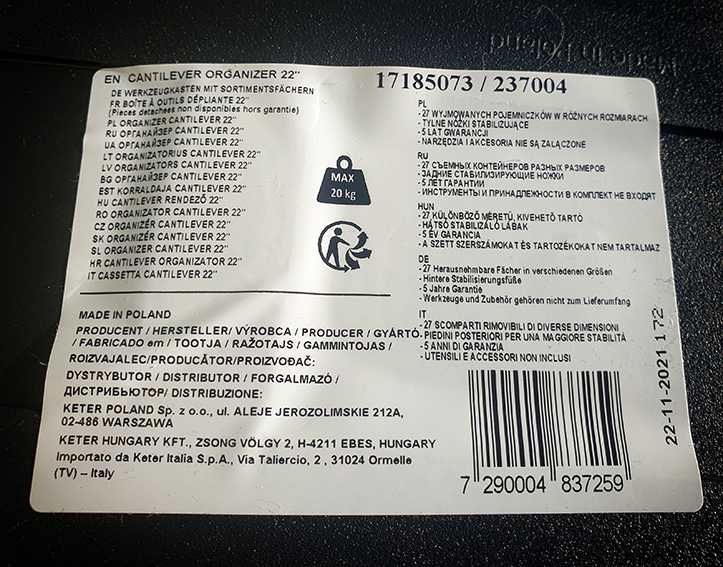 Made in Poland
EN CANTILEVER ORGANIZER 22"
DE WERKZEUGKASTEN MIT SORTIMENTSFÄCHERN
FR BOÎTE À OUTILS DÉPLIANTE 22"
(Pieces detachees non disponibles hors garantie)
PL ORGANIZER CANTILEVER 22"
RU ОРГАНАЙЗЕР CANTILEVER 22"
UA ОРГАНАЙЗЕР CANTILEVER 22"
LT ORGANIZATORIUS CANTILEVER 22"
LV ORGANIZATORS CANTILEVER 22"
BG ОРГАНАЙЗЕР CANTILEVER 22"
EST KORRALDAJA CANTILEVER 22"
HU CANTILEVER RENDEZŐ 22"
RO ORGANIZATOR CANTILEVER 22"
CZ ORGANIZÉR CANTILEVER 22"
SK ORGANIZÉR CANTILEVER 22"
SL ORGANIZER CANTILEVER 22"
HR CANTILEVER ORGANIZATOR 22"
IT CASSETTA CANTILEVER 22"
MAX
20 kg
17185073 / 237004
PL
- 27 WYJMOWANYCH POJEMNICZKÓW W RÓŻNYCH ROZMIARACH
- TYLNE NÓŻKI STABILIZUJĄCE
- 5 LAT GWARANCJI
- NARZĘDZIA I AKCESORIA NIE SĄ ZAŁĄCZONE
RU
- 27 СЪЕМНЫХ КОНТЕЙНЕРОВ РАЗНЫХ РАЗМЕРОВ
- ЗАДНИЕ СТАБИЛИЗИРУЮЩИЕ НОЖКИ
- 5 ЛЕТ ГАРАНТИИ
- ИНСТРУМЕНТЫ И ПРИНАДЛЕЖНОСТИ В КОМПЛЕКТ НЕ ВХОДЯТ
HUN
- 27 KÜLÖNBÖZŐ MÉRETŰ, KIVEHETŐ TARTÓ
- HÁTSÓ STABILIZÁLÓ LÁBAK
- 5 ÉV GARANCIA
- A SZETT SZERSZÁMOKAT ÉS TARTOZÉKOKAT NEM TARTALMAZ
DE
- 27 Herausnehmbare Fächer in verschiedenen Größen
- Hintere Stabilisierungsfüße
- 5 Jahre Garantie
- Werkzeuge und Zubehör gehören nicht zum Lieferumfang
IT
- 27 SCOMPARTI RIMOVIBILI DI DIVERSE DIMENSIONI
- PIEDINI POSTERIORI PER UNA MAGGIORE STABILITÀ
- 5 ANNI DI GARANZIA
- UTENSILI E ACCESSORI NON INCLUSI
MADE IN POLAND
PRODUCENT / HERSTELLER/ VÝROBCA / PRODUCER / GYÁRTÓ
/ FABRICADO em / TOOTJA / RAŽOTAJS / GAMMINTOJAS /
ROIZVAJALEC/PRODUCĂTOR/PROIZVOĐAČ:
DYSTRYBUTOR / DISTRIBUTOR / FORGALMAZÓ /
ДИСТРИБЬЮТОР/ DISTRIBUZIONE:
KETER POLAND Sp. z o.o., ul. ALEJE JEROZOLIMSKIE 212A,
02-486 WARSZAWA
KETER HUNGARY KFT., ZSONG VÖLGY 2, H-4211 EBES, HUNGARY
Importato da Keter Italia S.p.A., Via Taliercio, 2 , 31024 Ormelle
(TV) – Italy
7 290004 837259
22-11-2021 172